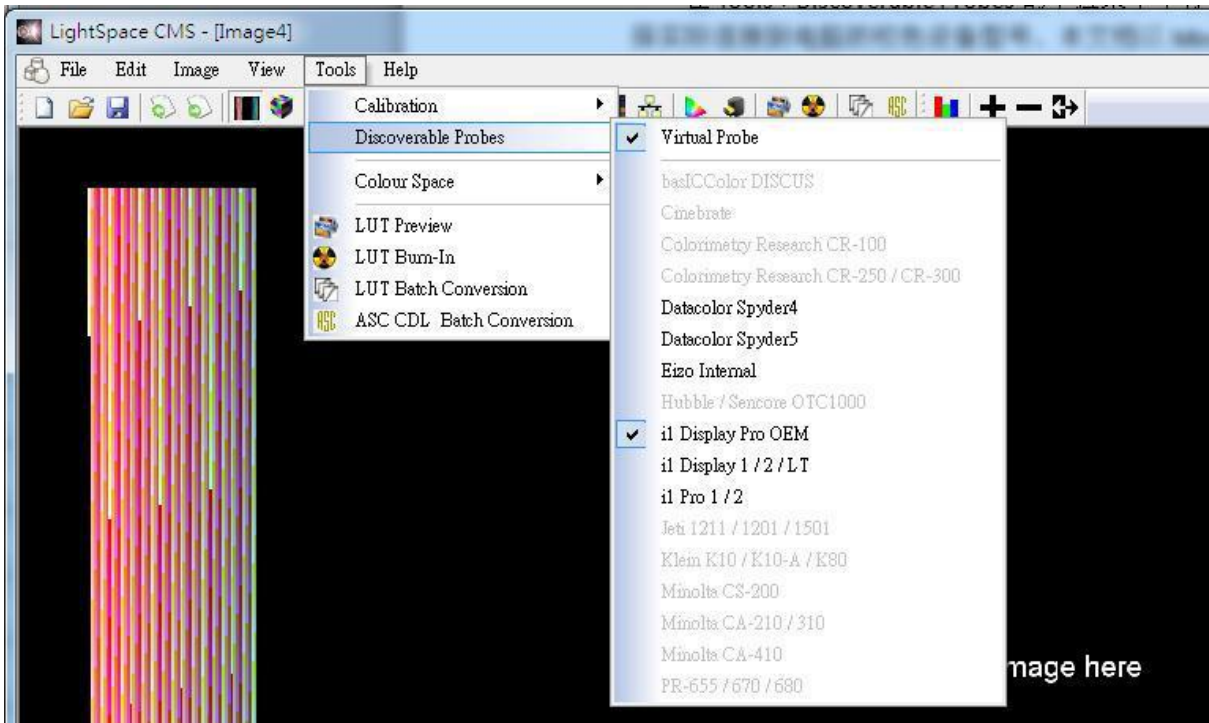 LightSpace CMS - [Image4]
File Edit Image View Tools Help
Calibration
Discoverable Probes
Colour Space
LUT Preview
LUT Burn-In
LUT Batch Conversion
ASC
ASC CDL Batch Conversion
ASC
Virtual Probe
basICColor DISCUS
Cinebrate
Colorimetry Research CR-100
Colorimetry Research CR-250 / CR-300
Datacolor Spyder4
Datacolor Spyder5
Eizo Internal
Hubble / Sencore OTC1000
i1 Display Pro OEM
i1 Display 1 / 2 / LT
i1 Pro 1 / 2
Jeti 1211 / 1201 / 1501
Klein K10 / K10-A / K80
Minolta CS-200
Minolta CA-210 / 310
Minolta CA-410
PR-655 / 670 / 680
mage here